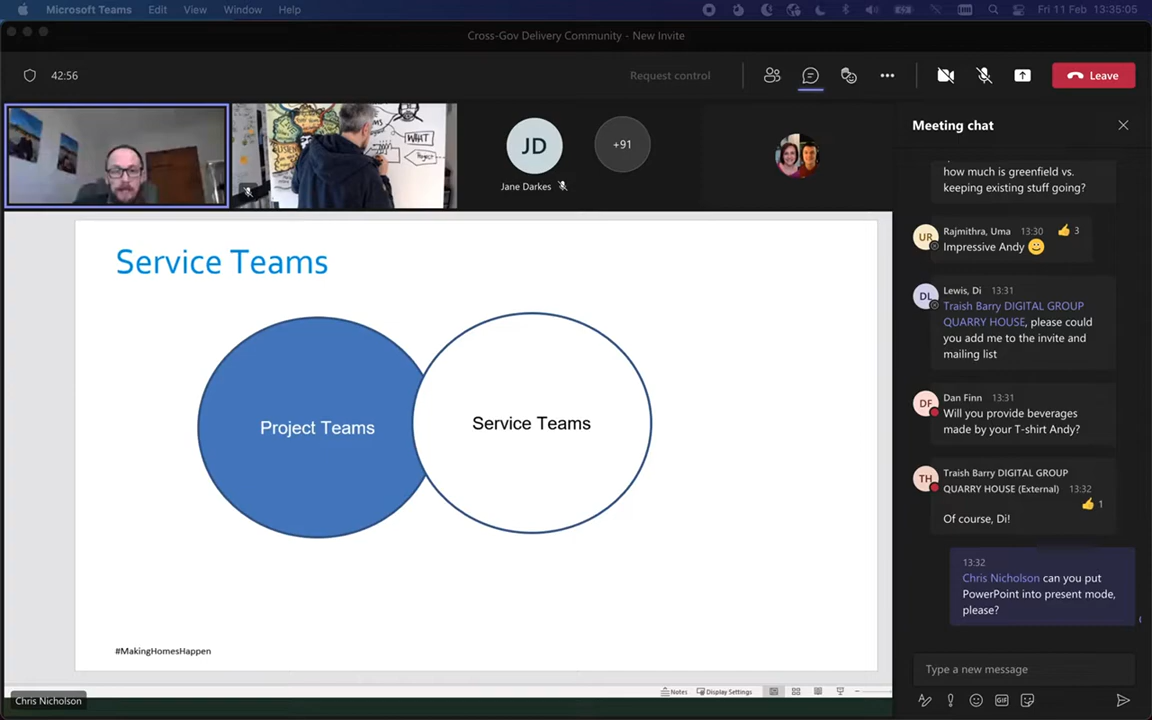 Microsoft Teams Edit View Window Help Fri 11 Feb 13:35:05
Cross-Gov Delivery Community - New Invite
42:56
Request control
Leave
WHAT
Project
JD
Jane Darkes
+91
Service Teams
Project Teams
Service Teams
#MakingHomesHappen
Notes Display Settings
Chris Nicholson
Meeting chat
how much is greenfield vs.
keeping existing stuff going?
UR
Rajmithra, Uma 13:30 3
Impressive Andy
DL
Lewis, Di 13:31
Traish Barry DIGITAL GROUP
QUARRY HOUSE, please could
you add me to the invite and
mailing list
DF
Dan Finn 13:31
Will you provide beverages
made by your T-shirt Andy?
TH
Traish Barry DIGITAL GROUP
QUARRY HOUSE (External) 13:32
1
Of course, Di!
13:32
Chris Nicholson can you put
PowerPoint into present mode,
please?
Type a new message
GIF